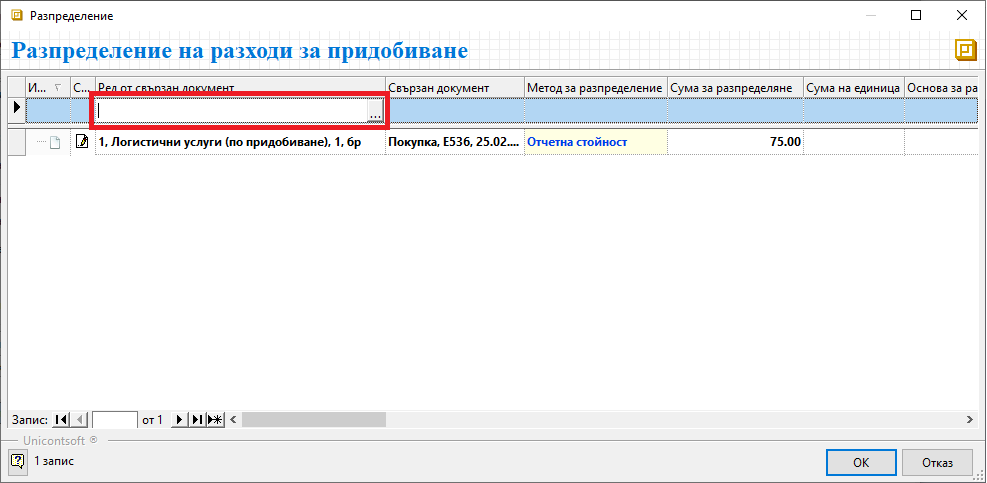 Разпределение
Разпределение на разходи за придобиване
И... С... Ред от свързан документ Свързан документ Метод за разпределение Сума за разпределяне Сума на единица Основа за ра
...
1, Логистични услуги (по придобиване), 1, бр Покупка, E536, 25.02.... Отчетна стойност 75.00
Запис: от 1
Unicontsoft ®
1 запис
OK Отказ